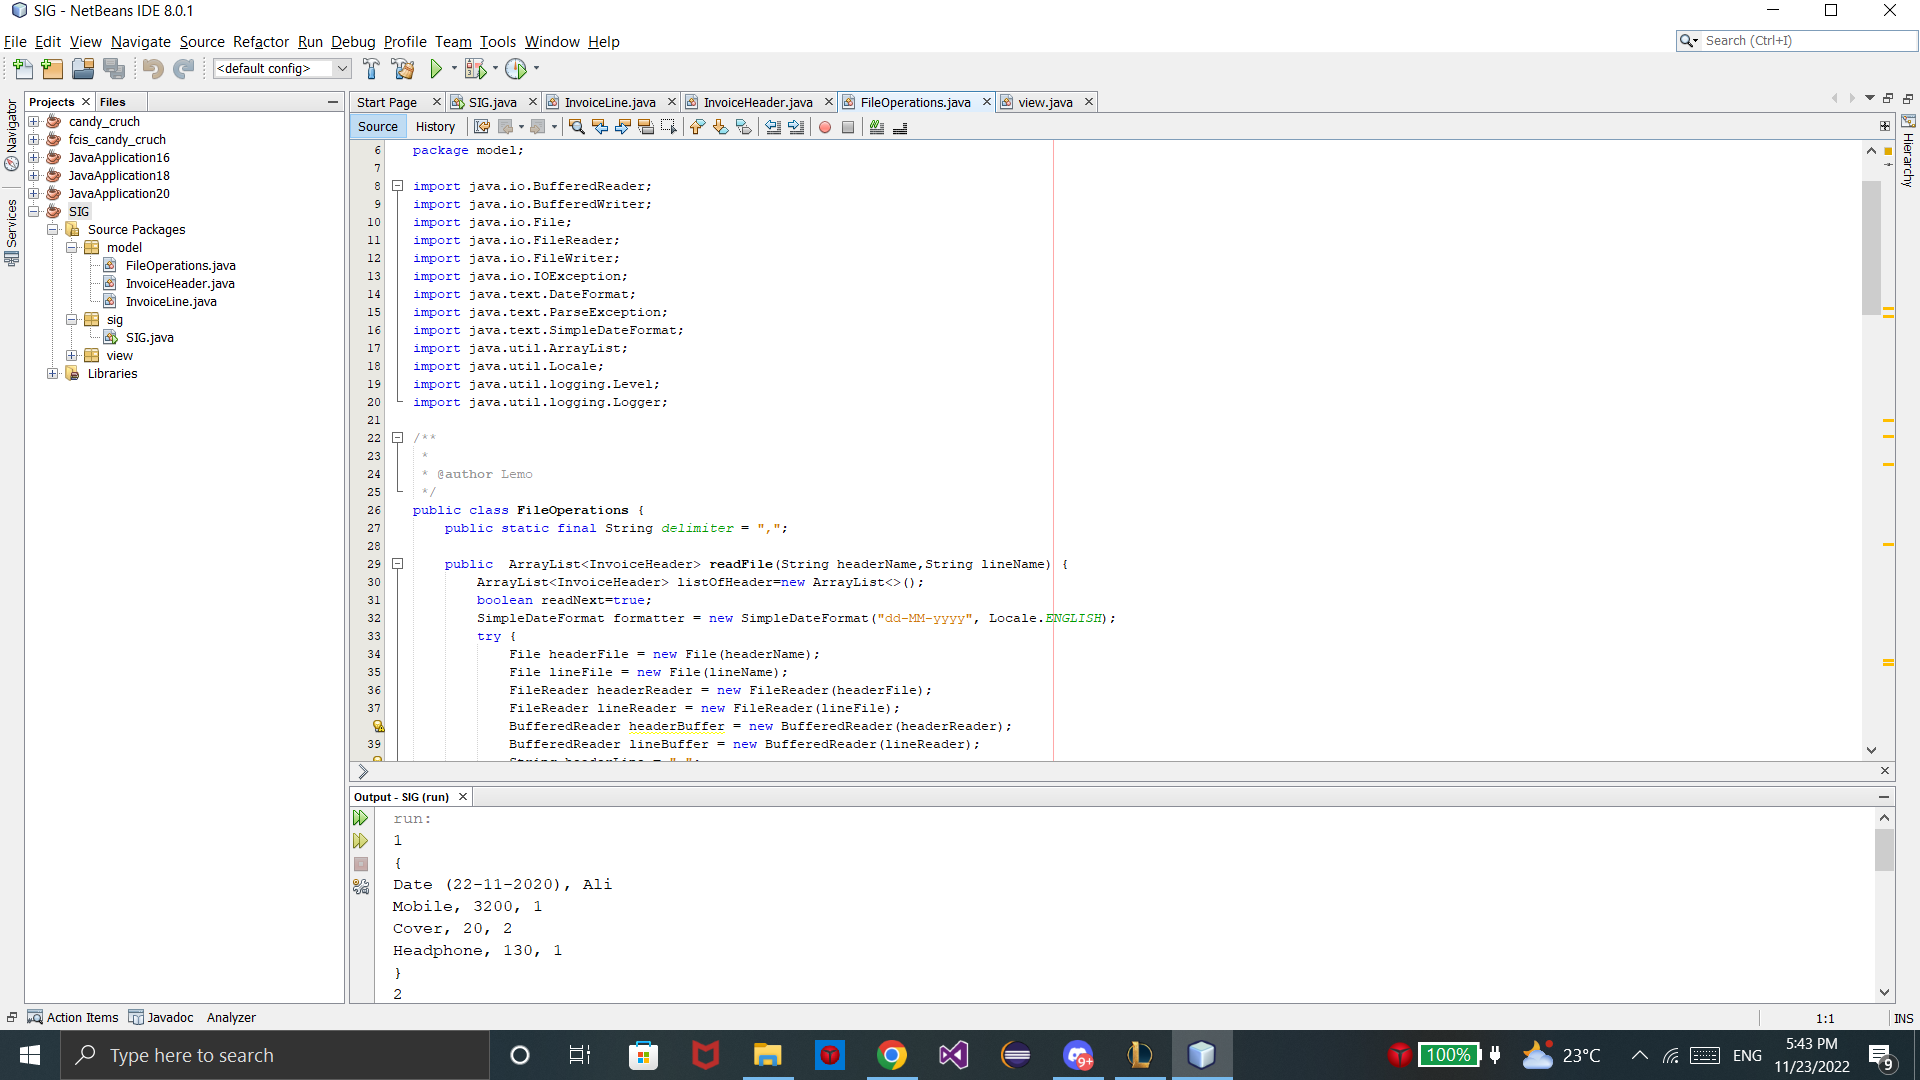 SIG - NetBeans IDE 8.0.1
File Edit View Navigate Source Refactor Run Debug Profile Team Tools Window Help
Search (Ctrl+I)
<default config>
Navigator
Services
Hierarchy
Projects Files
candy_cruch
fcis_candy_cruch
JavaApplication16
JavaApplication18
JavaApplication20
SIG
Source Packages
model
FileOperations.java
InvoiceHeader.java
InvoiceLine.java
sig
SIG.java
view
Libraries
Start Page SIG.java InvoiceLine.java InvoiceHeader.java FileOperations.java view.java
Source History
6 package model;
7
8 import java.io.BufferedReader;
9 import java.io.BufferedWriter;
10 import java.io.File;
11 import java.io.FileReader;
12 import java.io.FileWriter;
13 import java.io.IOException;
14 import java.text.DateFormat;
15 import java.text.ParseException;
16 import java.text.SimpleDateFormat;
17 import java.util.ArrayList;
18 import java.util.Locale;
19 import java.util.logging.Level;
20 import java.util.logging.Logger;
21
22 /**
23 *
24 * @author Lemo
25 */
26 public class FileOperations {
27 public static final String delimiter = ",";
28
29 public  ArrayList<InvoiceHeader> readFile(String headerName,String lineName) {
30 ArrayList<InvoiceHeader> listOfHeader=new ArrayList<>();
31 boolean readNext=true;
32 SimpleDateFormat formatter = new SimpleDateFormat("dd-MM-yyyy", Locale.ENGLISH);
33 try {
34 File headerFile = new File(headerName);
35 File lineFile = new File(lineName);
36 FileReader headerReader = new FileReader(headerFile);
37 FileReader lineReader = new FileReader(lineFile);
BufferedReader headerBuffer = new BufferedReader(headerReader);
39 BufferedReader lineBuffer = new BufferedReader(lineReader);
Output - SIG (run)
run:
1
{
Date (22-11-2020), Ali
Mobile, 3200, 1
Cover, 20, 2
Headphone, 130, 1
}
2
Action Items Javadoc Analyzer
1:1 INS
Type here to search
9+
100%
23°C
ENG
5:43 PM
11/23/2022
9